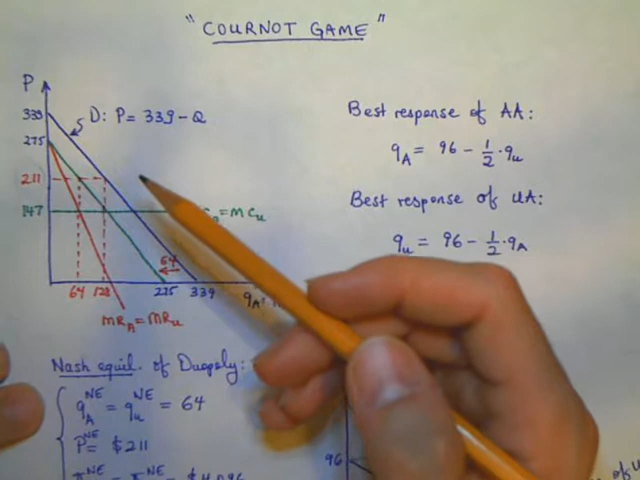 "COURNOT GAME"
P
339
D: P = 339 - Q
275
211
147
= MCu
64
64
128
275
339
MRA = MRu
Best response of AA:
qA = 96 - 1/2 · qu
Best response of UA:
qu = 96 - 1/2 · qA
Nash equil. of Duopoly:
qA^NE = qu^NE = 64
P^NE = $211
96